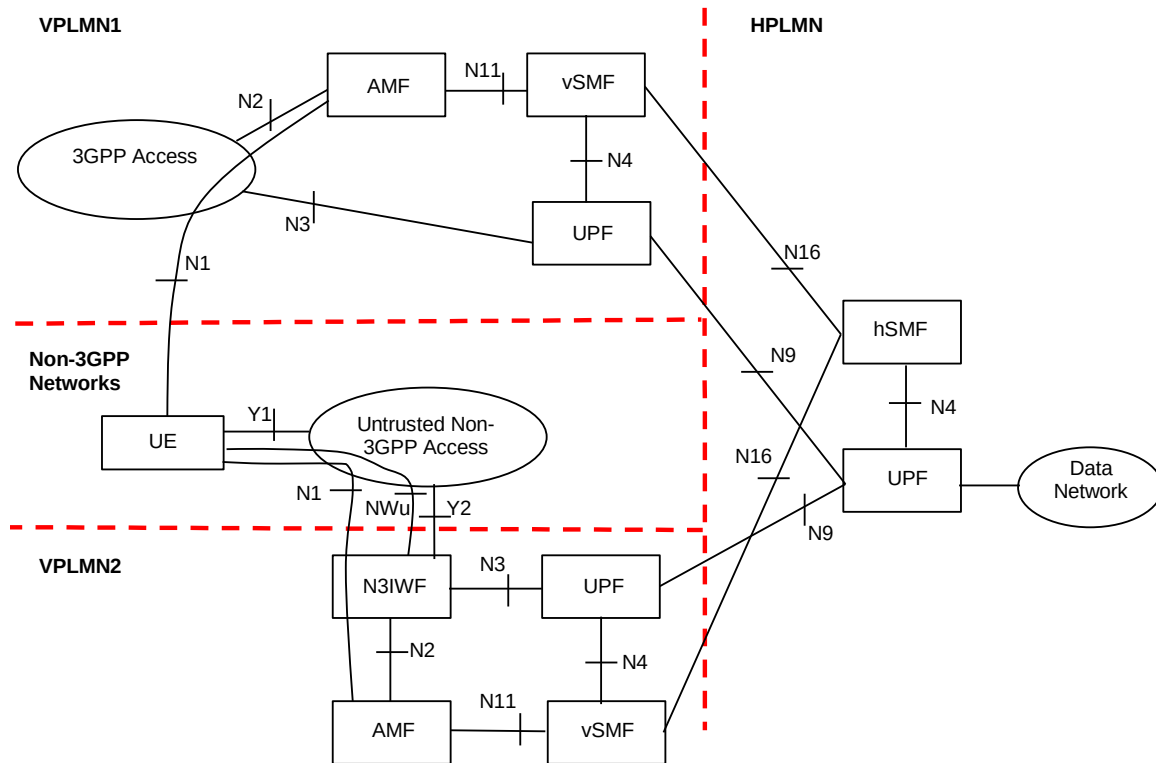 VPLMN1
HPLMN
N11
AMF
vSMF
N2
3GPP Access
N4
N3
UPF
N1
N16
hSMF
Non-3GPP
Networks
N9
N4
Y1
Untrusted Non-
3GPP Access
UE
N16
UPF
Data
Network
N1
NWu
Y2
N9
VPLMN2
N3
N3IWF
UPF
N2
N4
N11
AMF
vSMF